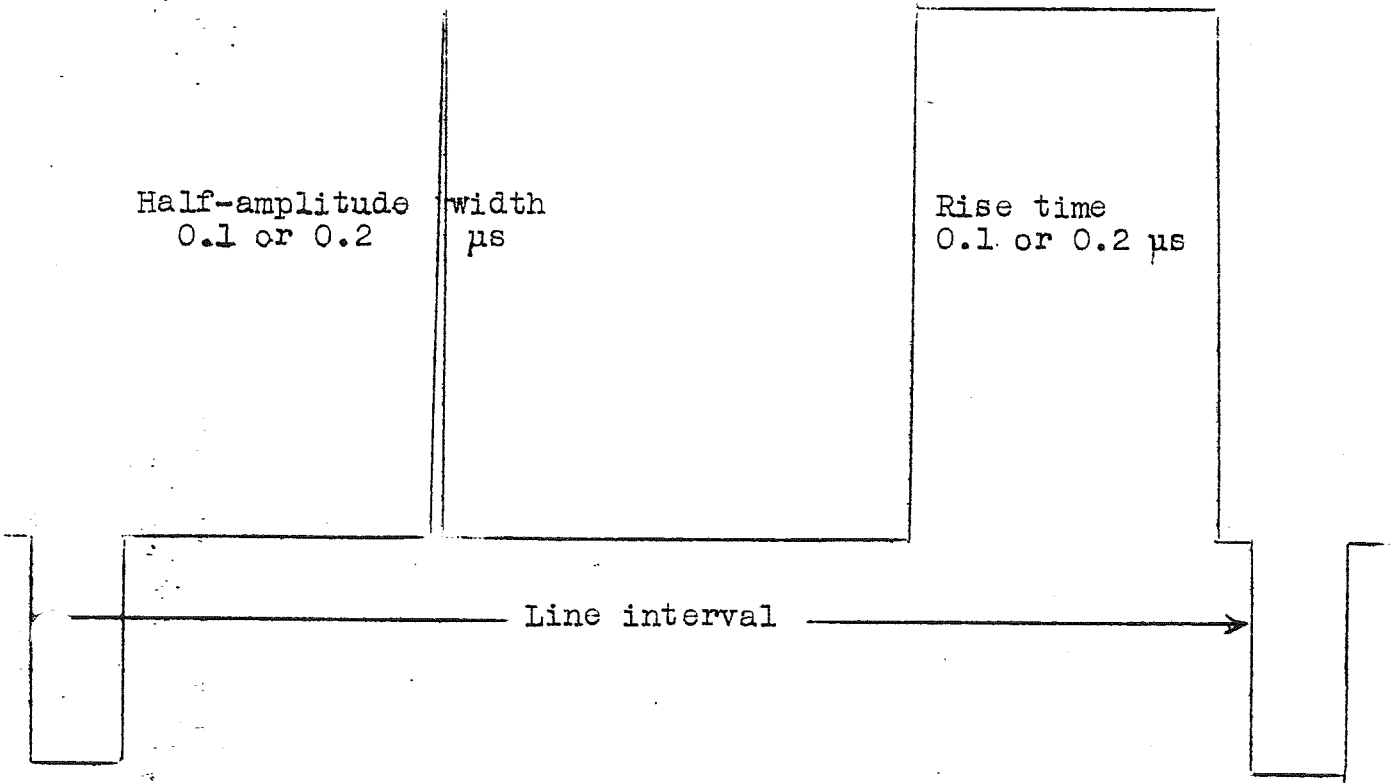 Half-amplitude width
0.1 or 0.2 µs
Rise time
0.1 or 0.2 µs
Line interval